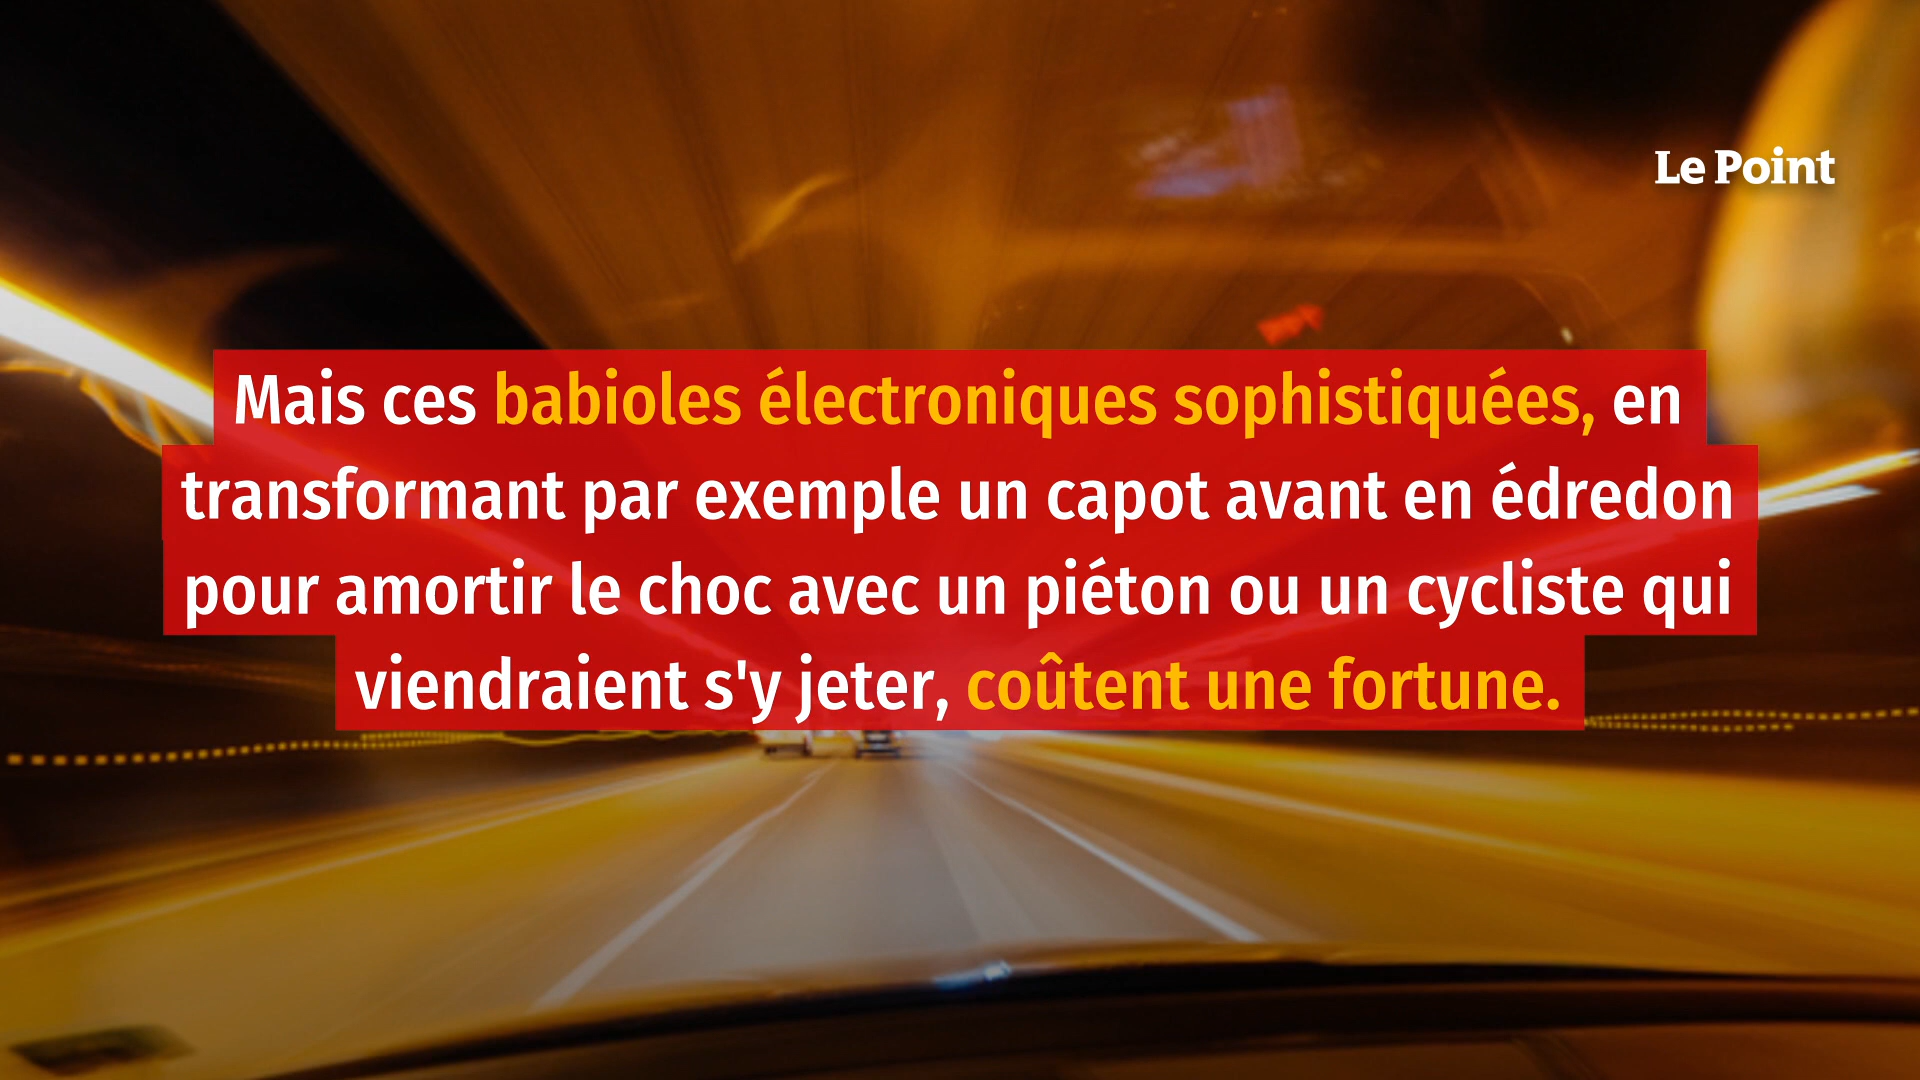 Le Point
Mais ces babioles électroniques sophistiquées, en
transformant par exemple un capot avant en édredon
pour amortir le choc avec un piéton ou un cycliste qui
viendraient s'y jeter, coûtent une fortune.